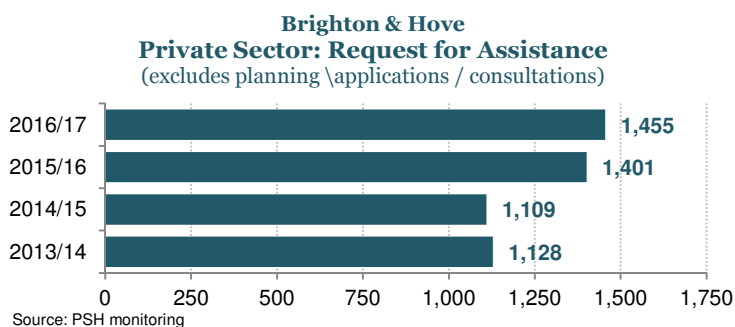 Brighton & Hove
Private Sector: Request for Assistance
(excludes planning \applications / consultations)
2016/17 1,455
2015/16 1,401
2014/15 1,109
2013/14 1,128
0 250 500 750 1,000 1,250 1,500 1,750
Source: PSH monitoring